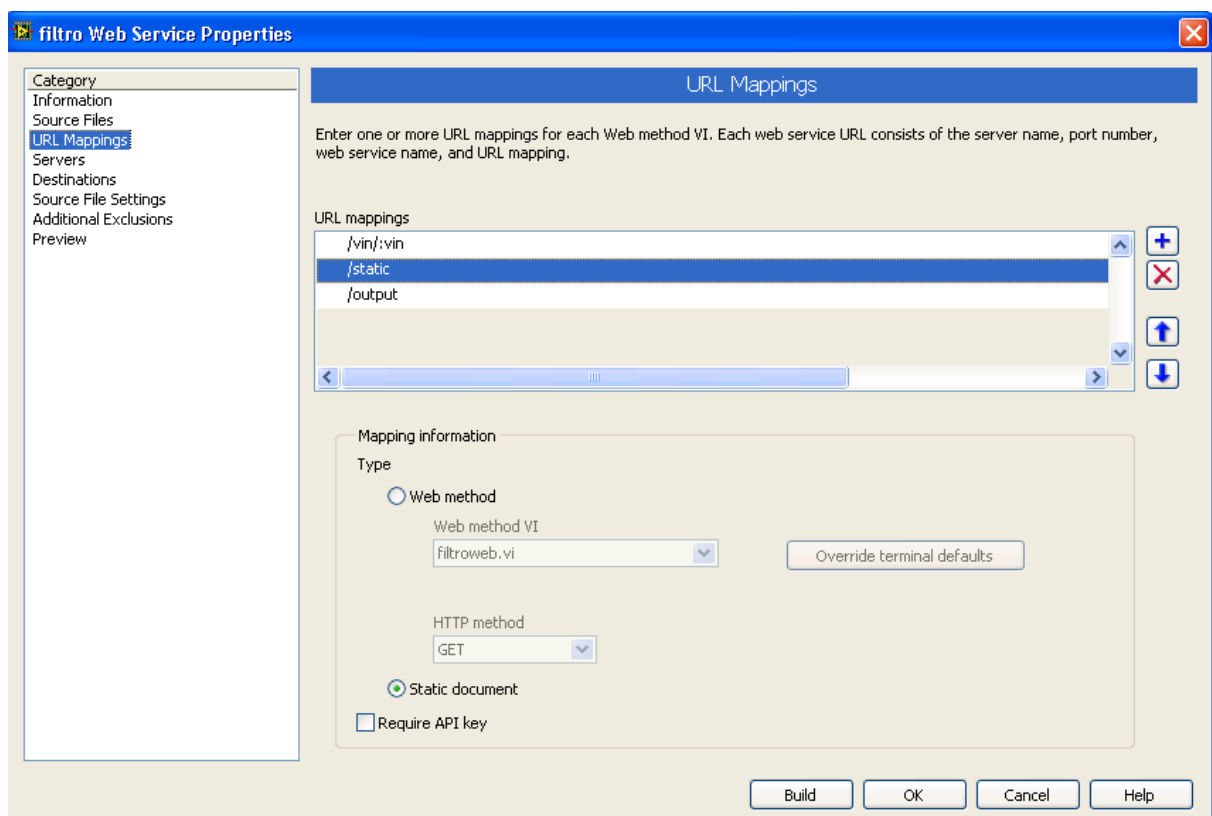 filtro Web Service Properties
Category
Information
Source Files
URL Mappings
Servers
Destinations
Source File Settings
Additional Exclusions
Preview
URL Mappings
Enter one or more URL mappings for each Web method VI. Each web service URL consists of the server name, port number,
web service name, and URL mapping.
URL mappings
/vin/:vin
/static
/output
Mapping information
Type
Web method
Web method VI
filtroweb.vi
Override terminal defaults
HTTP method
GET
Static document
Require API key
Build
OK
Cancel
Help